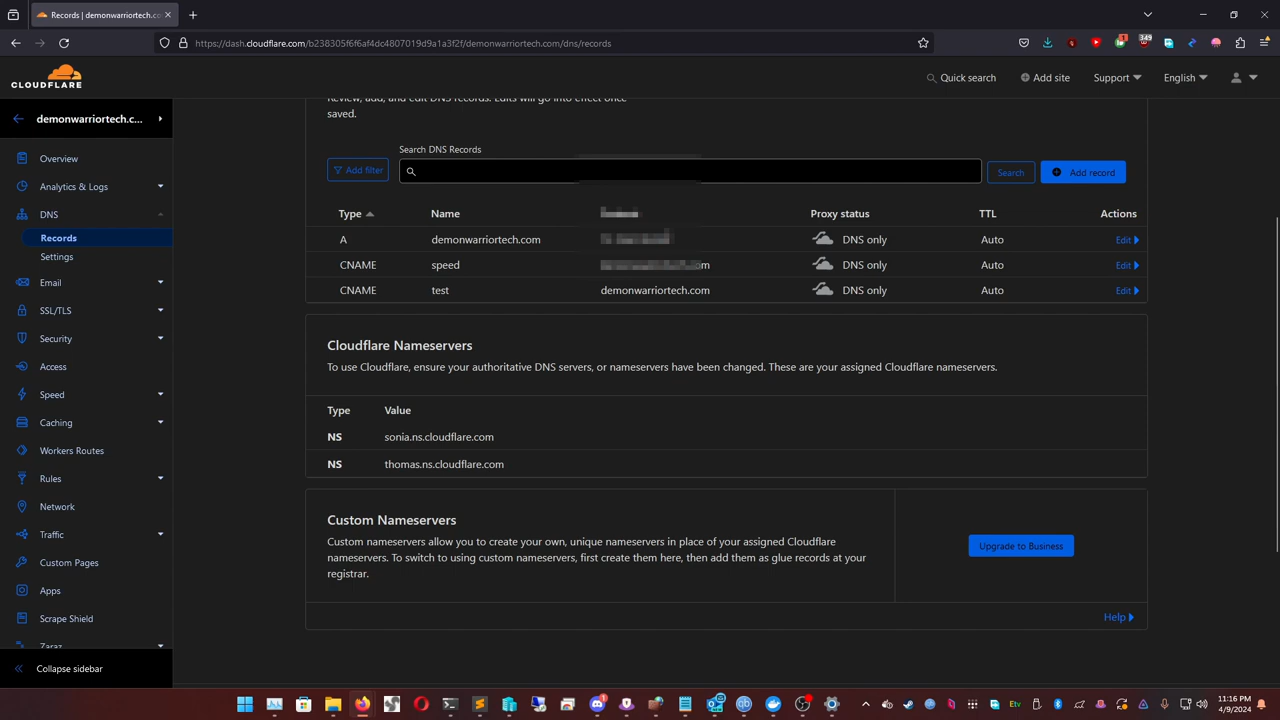 Records | demonwarriortech.co
https://dash.cloudflare.com/b238305f6f6af4dc4807019d9a1a3f2f/demonwarriortech.com/dns/records
1
349
CLOUDFLARE
Quick search
Add site
Support
English
demonwarriortech.c...
Overview
Analytics & Logs
DNS
Records
Settings
Email
SSL/TLS
Security
Access
Speed
Caching
Workers Routes
Rules
Network
Traffic
Custom Pages
Apps
Scrape Shield
Zaraz
Collapse sidebar
Review, add, and edit DNS records. Edits will go into effect once
saved.
Search DNS Records
Add filter
Search
Add record
Type Name Proxy status TTL Actions
A demonwarriortech.com DNS only Auto Edit
CNAME speed DNS only Auto Edit
CNAME test demonwarriortech.com DNS only Auto Edit
Cloudflare Nameservers
To use Cloudflare, ensure your authoritative DNS servers, or nameservers have been changed. These are your assigned Cloudflare nameservers.
Type Value
NS sonia.ns.cloudflare.com
NS thomas.ns.cloudflare.com
Custom Nameservers
Custom nameservers allow you to create your own, unique nameservers in place of your assigned Cloudflare
nameservers. To switch to using custom nameservers, first create them here, then add them as glue records at your
registrar.
Upgrade to Business
Help
11:16 PM
4/9/2024